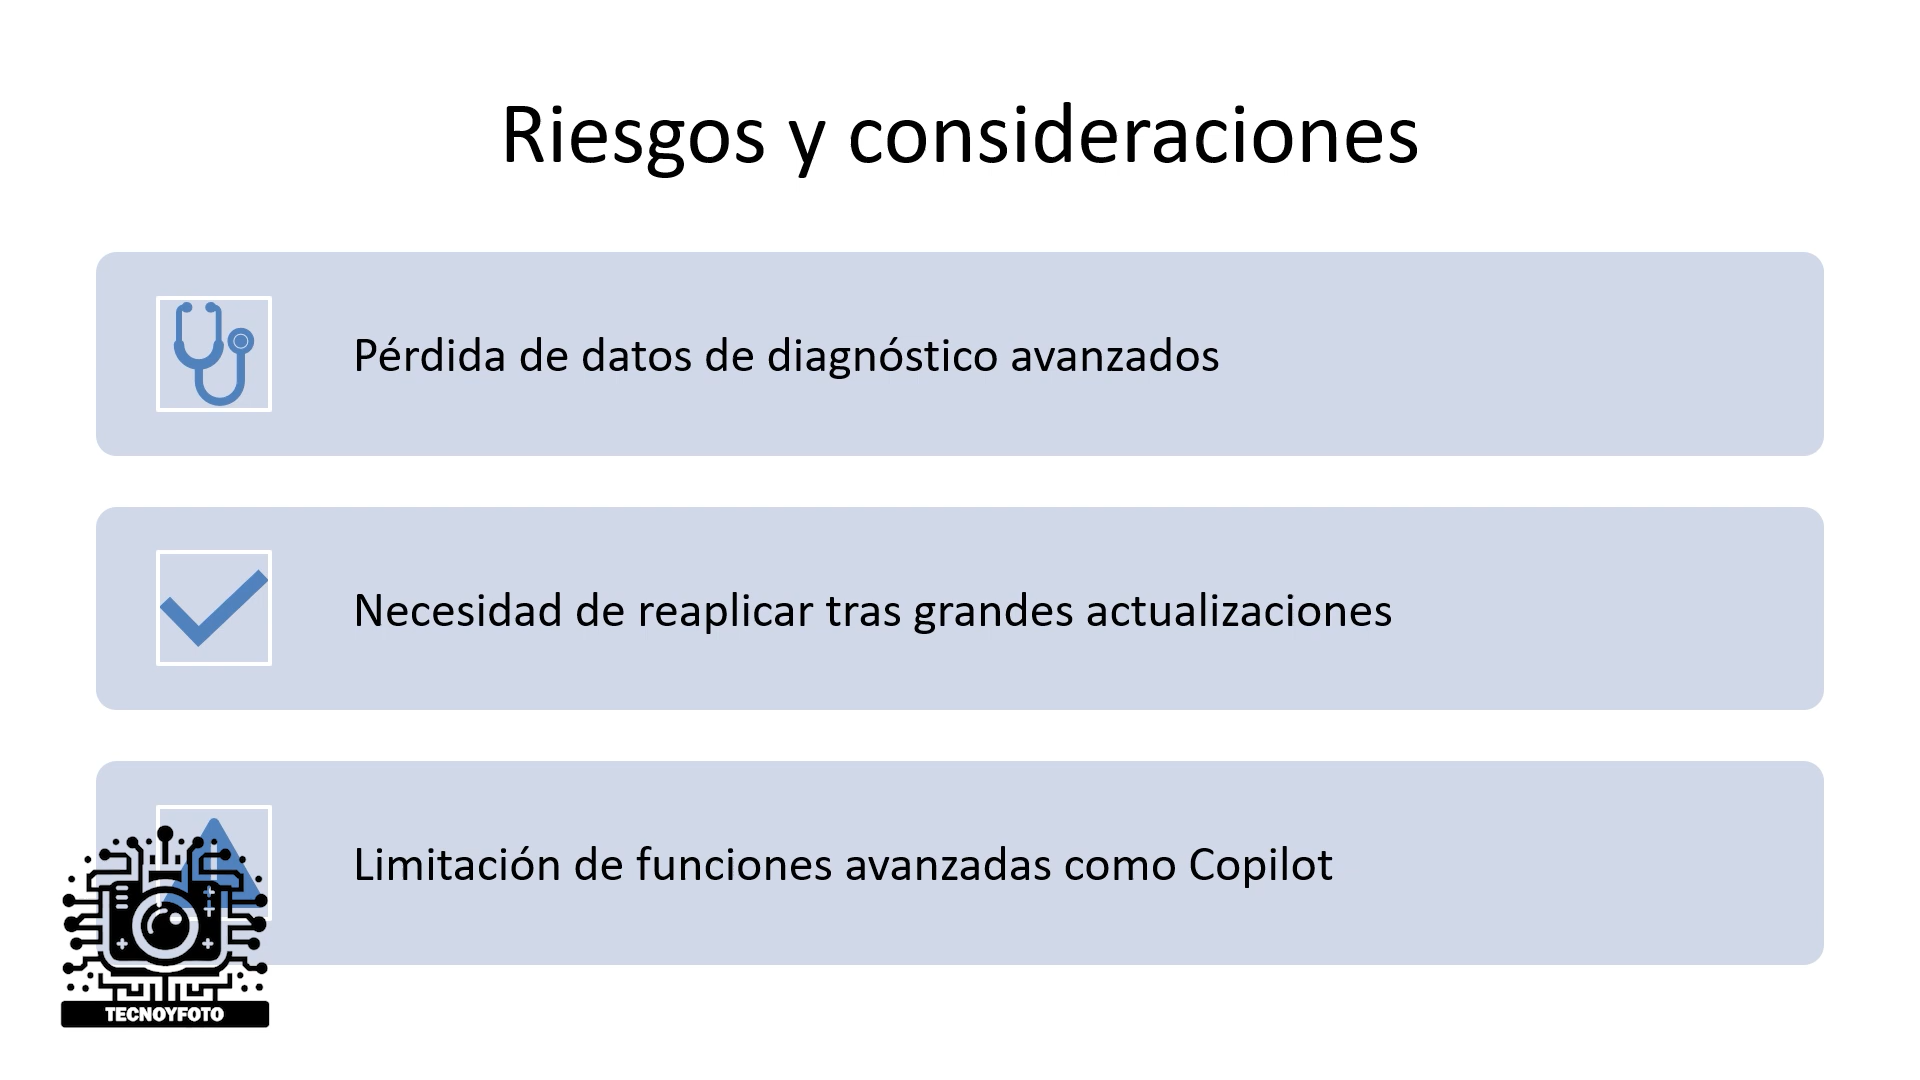 Riesgos y consideraciones
Pérdida de datos de diagnóstico avanzados
Necesidad de reaplicar tras grandes actualizaciones
Limitación de funciones avanzadas como Copilot
TECNOYFOTO